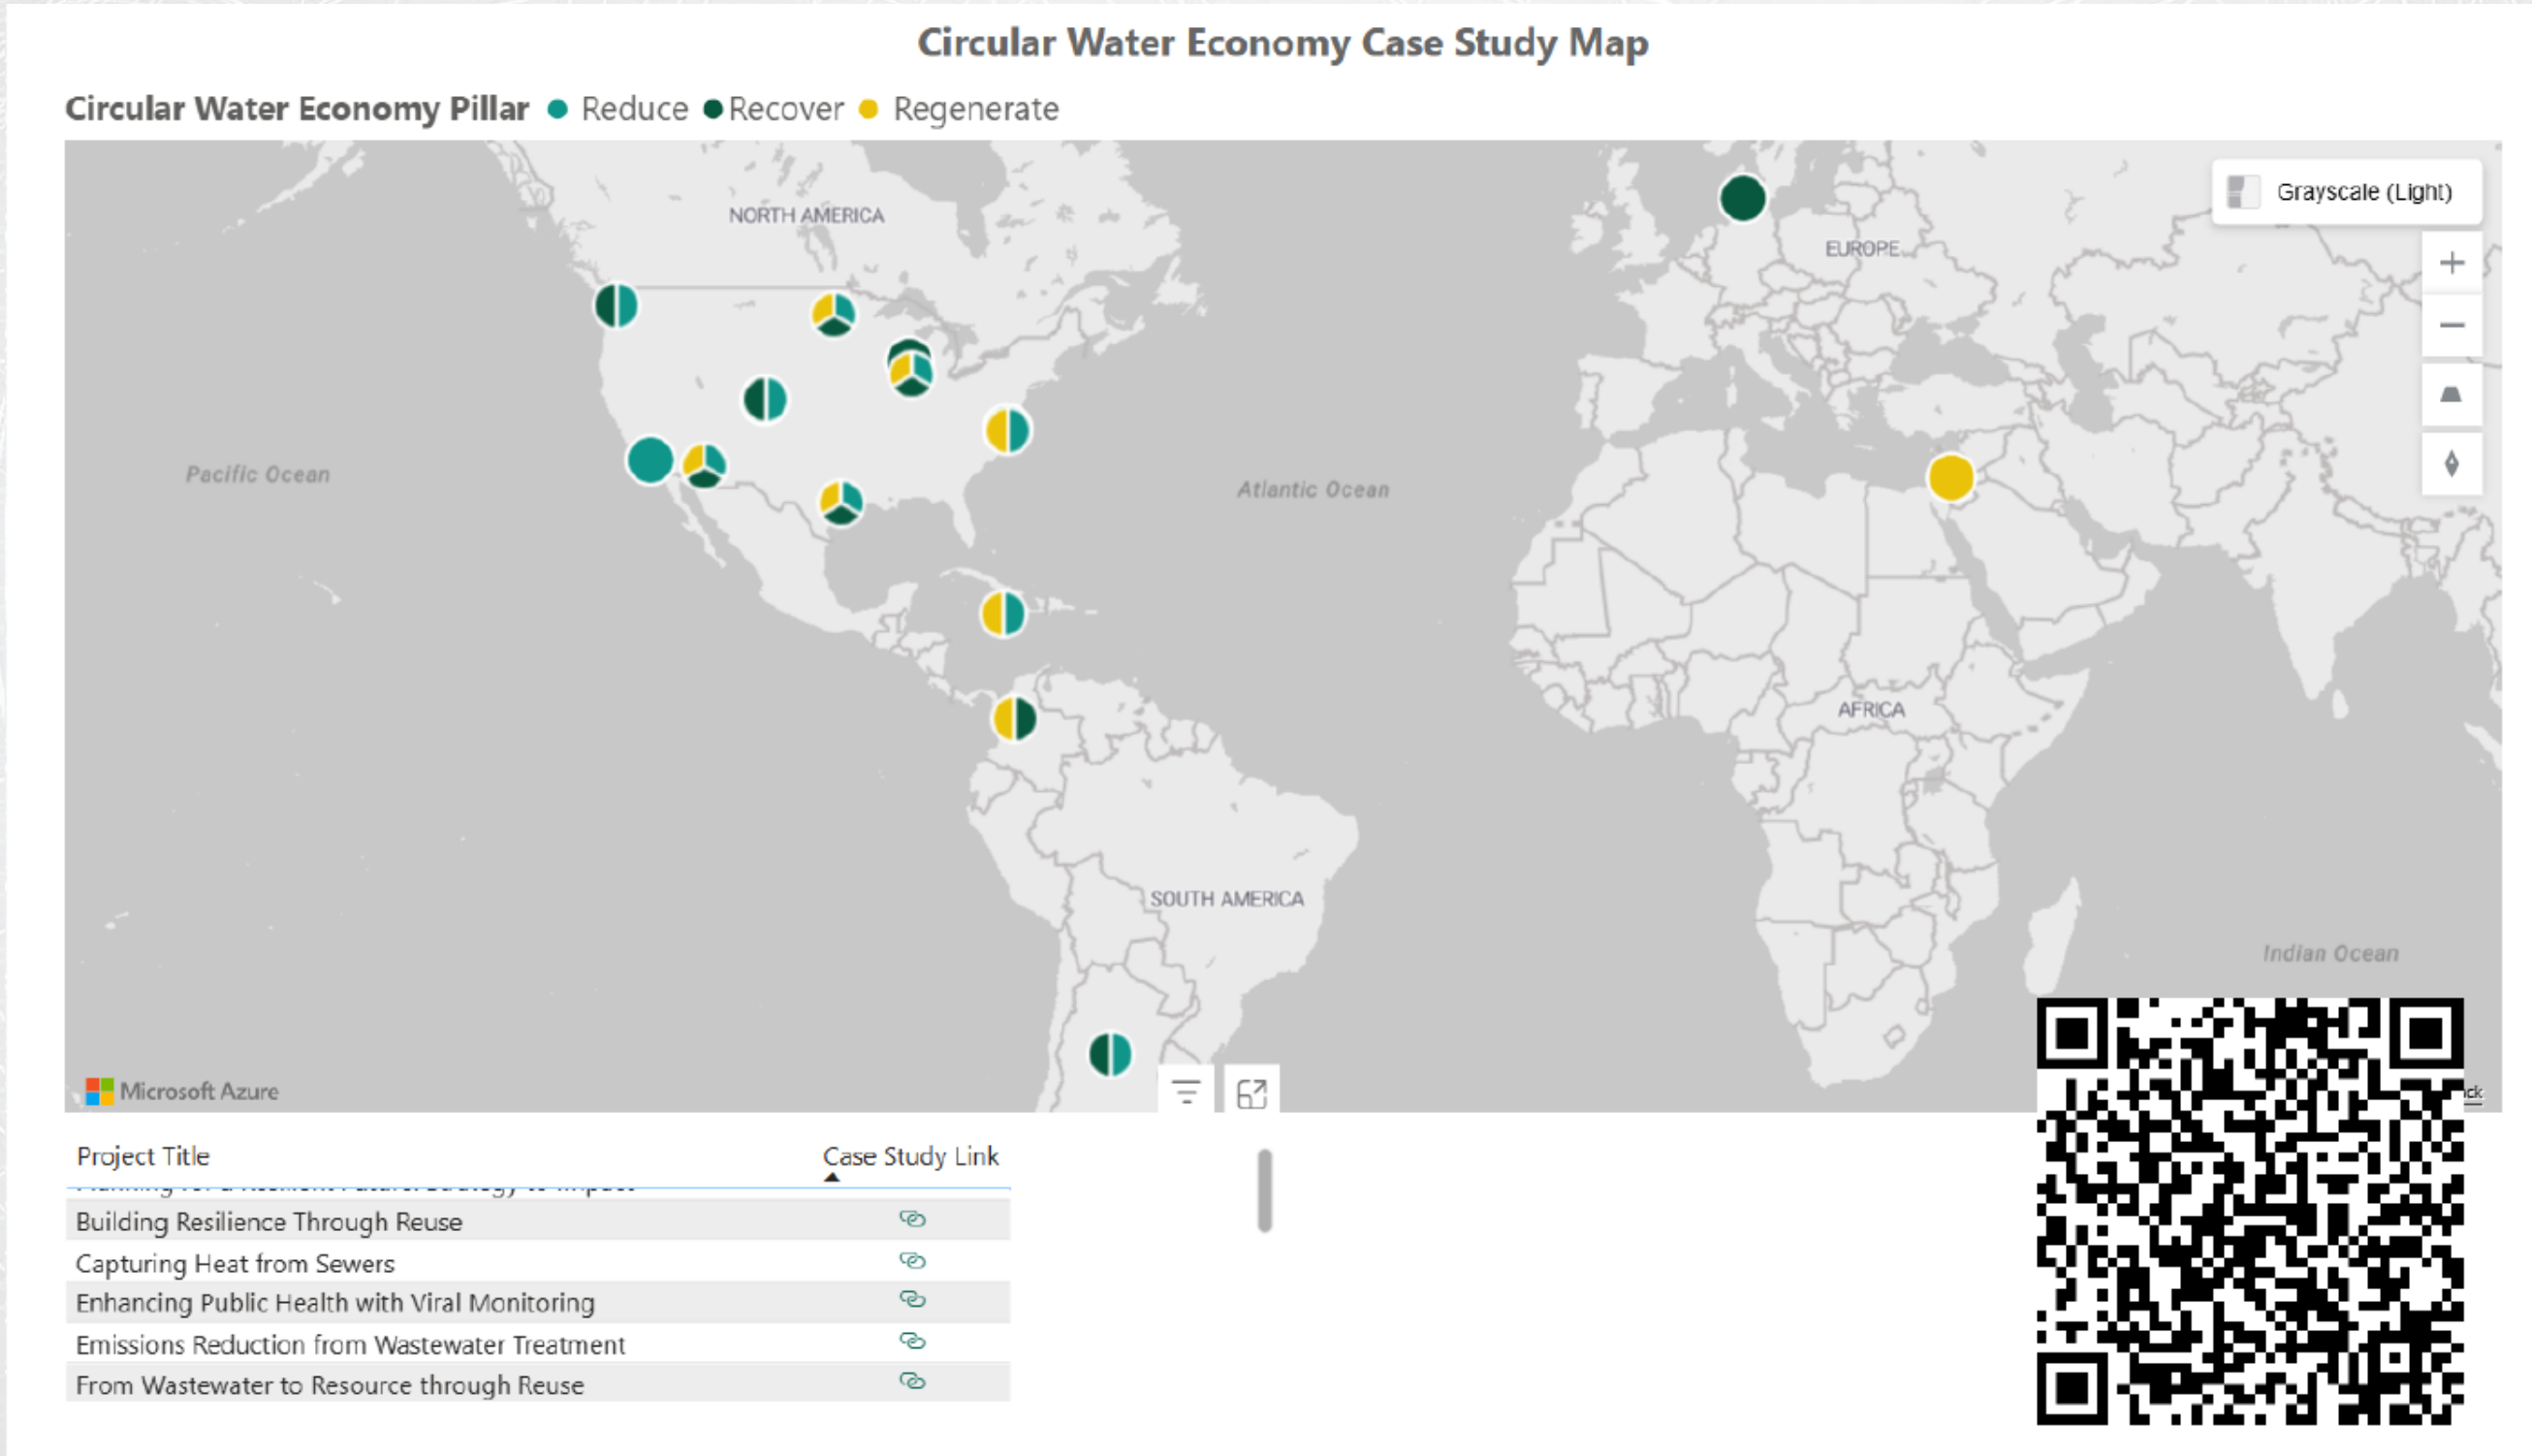 Circular Water Economy Case Study Map
Circular Water Economy Pillar Reduce Recover Regenerate
Grayscale (Light)
NORTH AMERICA
EUROPE
Pacific Ocean
Atlantic Ocean
AFRICA
SOUTH AMERICA
Indian Ocean
Microsoft Azure
Project Title Case Study Link
Building Resilience Through Reuse
Capturing Heat from Sewers
Enhancing Public Health with Viral Monitoring
Emissions Reduction from Wastewater Treatment
From Wastewater to Resource through Reuse